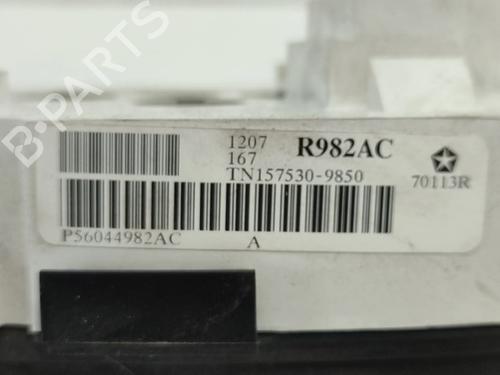 B-PARTS
1207
167
R982AC
TN157530-9850
70113R
P56044982AC
A